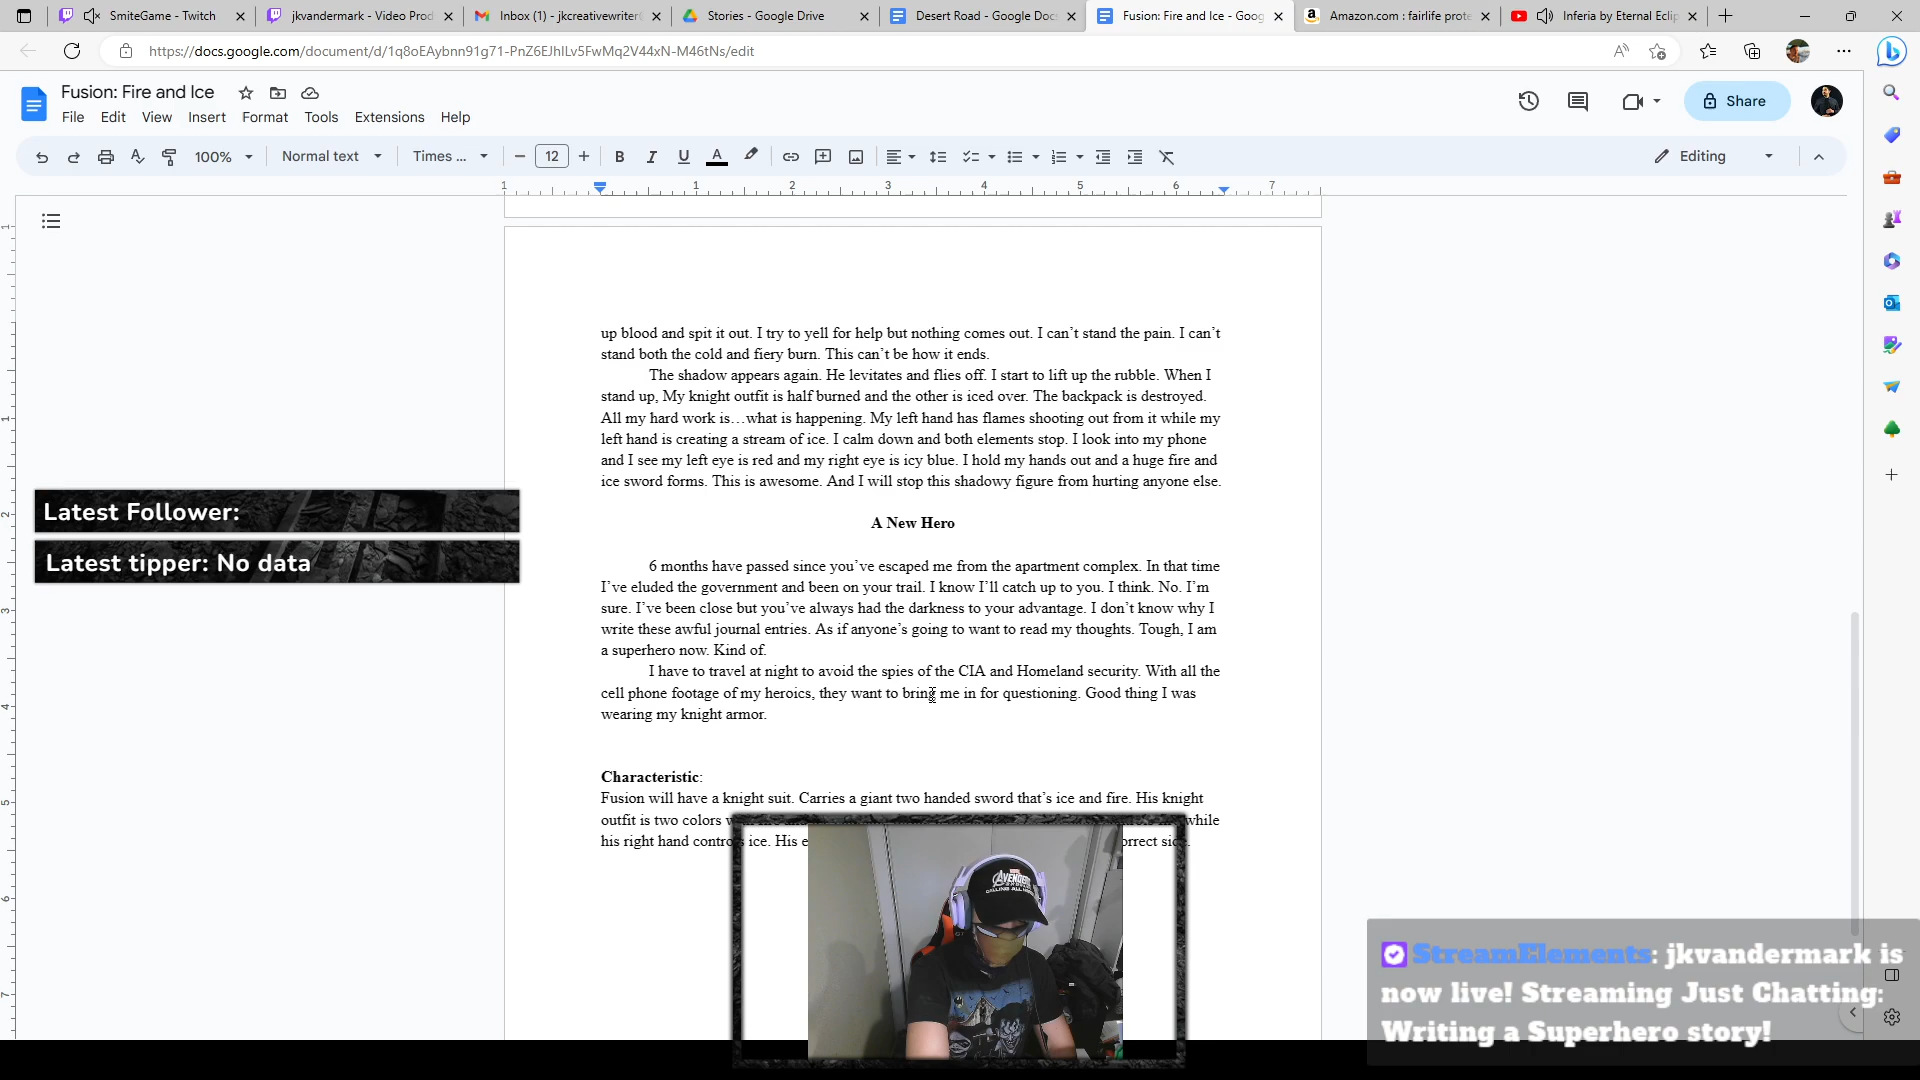 SmiteGame - Twitch
jkvandermark - Video Prod
Inbox (1) - jkcreativewriter
Stories - Google Drive
Desert Road - Google Doc
Fusion: Fire and Ice - Goog
Amazon.com : fairlife prote
Inferia by Eternal Eclip
https://docs.google.com/document/d/
Fusion: Fire and Ice
File Edit View Insert Format Tools Extensions Help
Share
100% Normal text Times ... 12 Editing
1 1 2 3 4 5 6 7
up blood and spit it out. I try to yell for help but nothing comes out. I can’t stand the pain. I can’t
stand both the cold and fiery burn. This can’t be how it ends.
The shadow appears again. He levitates and flies off. I start to lift up the rubble. When I
stand up, My knight outfit is half burned and the other is iced over. The backpack is destroyed.
All my hard work is…what is happening. My left hand has flames shooting out from it while my
left hand is creating a stream of ice. I calm down and both elements stop. I look into my phone
and I see my left eye is red and my right eye is icy blue. I hold my hands out and a huge fire and
ice sword forms. This is awesome. And I will stop this shadowy figure from hurting anyone else.
Latest Follower:
A New Hero
Latest tipper: No data
6 months have passed since you’ve escaped me from the apartment complex. In that time
I’ve eluded the government and been on your trail. I know I’ll catch up to you. I think. No. I’m
sure. I’ve been close but you’ve always had the darkness to your advantage. I don’t know why I
write these awful journal entries. As if anyone’s going to want to read my thoughts. Tough, I am
a superhero now. Kind of.
I have to travel at night to avoid the spies of the CIA and Homeland security. With all the
cell phone footage of my heroics, they want to bring me in for questioning. Good thing I was
wearing my knight armor.
Characteristic:
Fusion will have a knight suit. Carries a giant two handed sword that’s ice and fire. His knight
outfit is two colors while
his right hand controls ice. His correct side.
AVENGERS
StreamElements: jkvandermark is
now live! Streaming Just Chatting:
Writing a Superhero story!